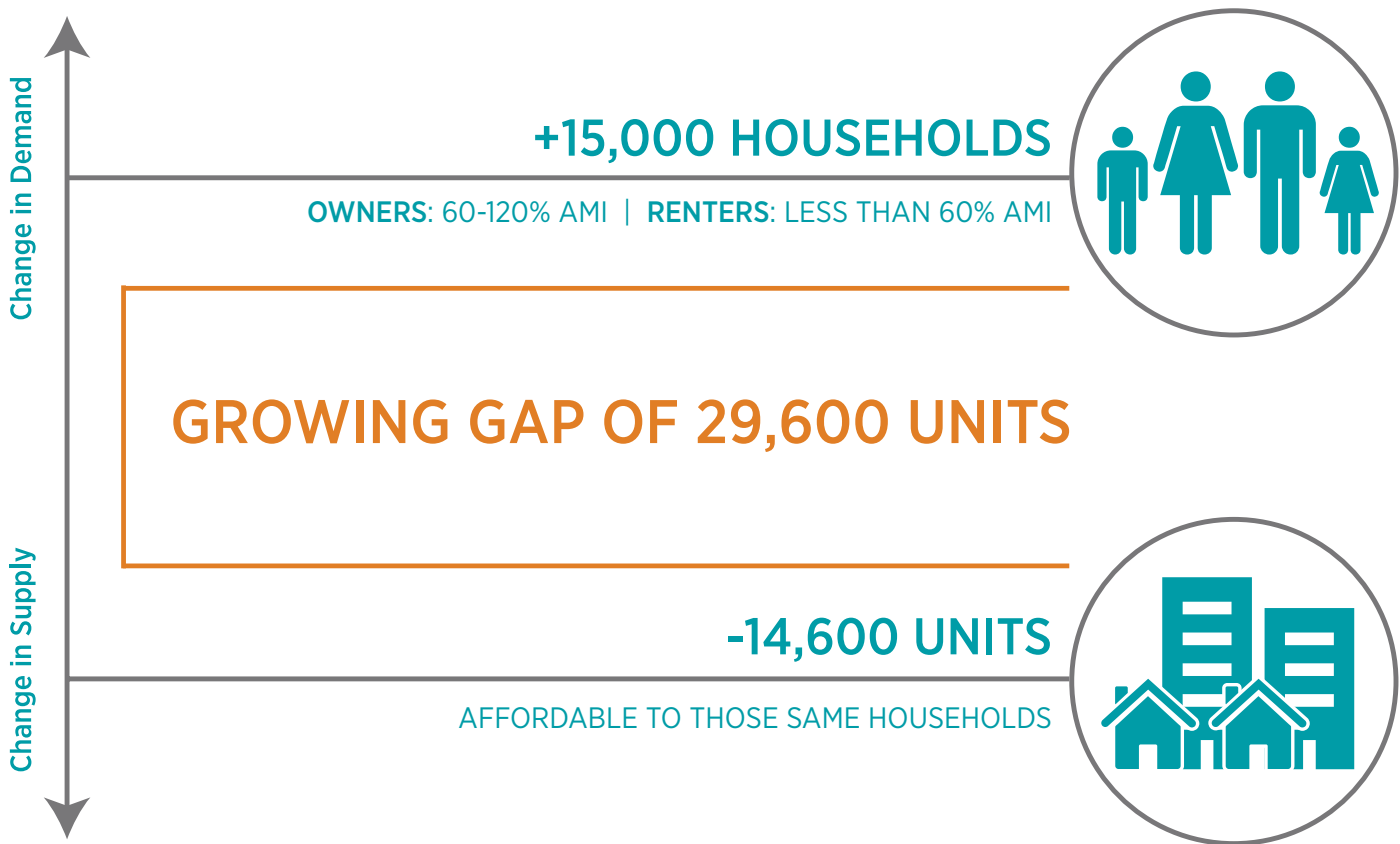 Change in Demand
+15,000 HOUSEHOLDS
OWNERS: 60-120% AMI | RENTERS: LESS THAN 60% AMI
GROWING GAP OF 29,600 UNITS
Change in Supply
-14,600 UNITS
AFFORDABLE TO THOSE SAME HOUSEHOLDS